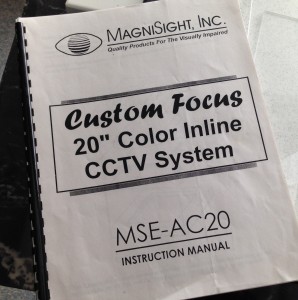 MAGNISIGHT, INC.
Quality Products For The Visually Impaired
Custom Focus
20" Color Inline
CCTV System
MSE-AC20
INSTRUCTION MANUAL